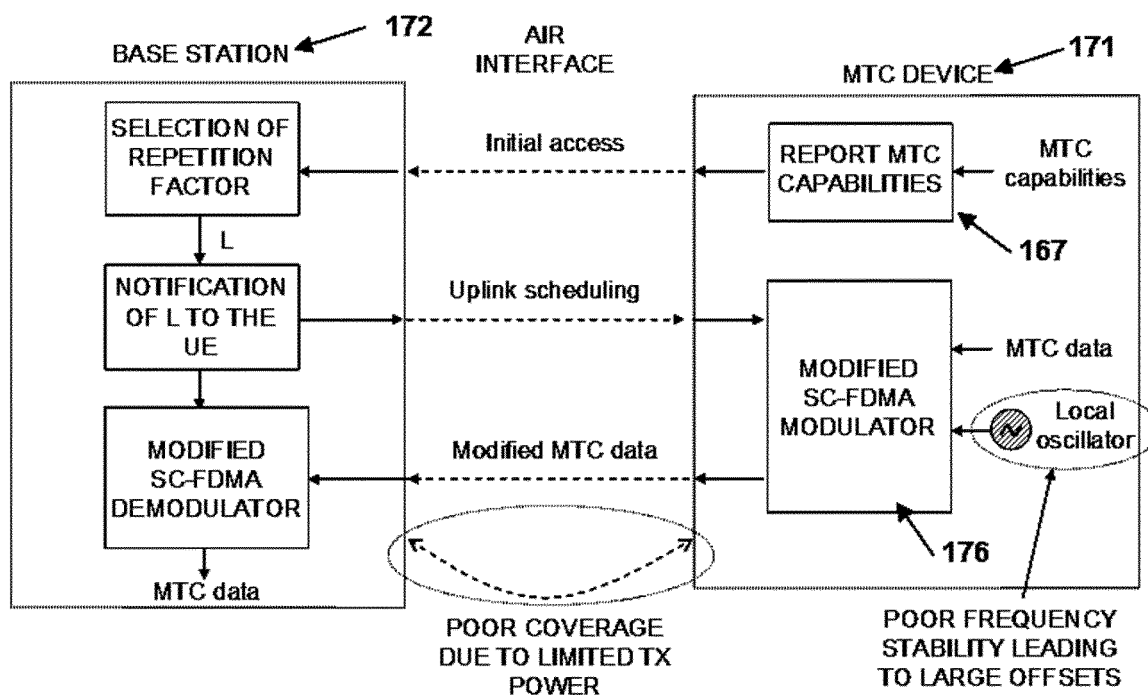 BASE STATION
172
AIR
INTERFACE
MTC DEVICE
171
SELECTION OF
REPETITION
FACTOR
Initial access
REPORT MTC
CAPABILITIES
MTC
capabilities
167
L
NOTIFICATION
OF L TO THE
UE
Uplink scheduling
MODIFIED
SC-FDMA
MODULATOR
MTC data
Local
oscillator
MODIFIED
SC-FDMA
DEMODULATOR
Modified MTC data
176
MTC data
POOR COVERAGE
DUE TO LIMITED TX
POWER
POOR FREQUENCY
STABILITY LEADING
TO LARGE OFFSETS